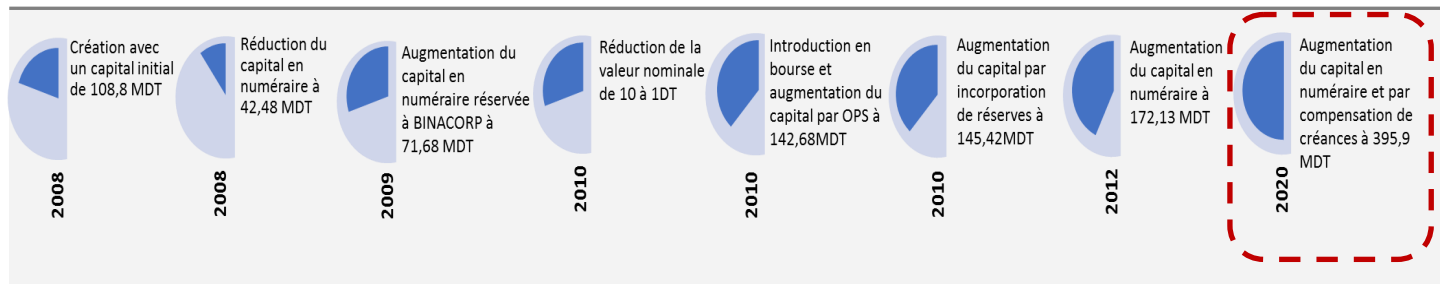 Création avec
un capital initial
de 108,8 MDT
2008
Réduction du
capital en
numéraire à
42,48 MDT
2008
Augmentation du
capital en
numéraire réservée
à BINACORP à
71,68 MDT
2009
Réduction de la
valeur nominale
de 10 à 1DT
2010
Introduction en
bourse et
augmentation du
capital par OPS à
142,68MDT
2010
Augmentation
du capital par
incorporation
de réserves à
145,42MDT
2010
Augmentation
du capital en
numéraire à
172,13 MDT
2012
Augmentation
du capital en
numéraire et par
compensation de
créances à 395,9
MDT
2020